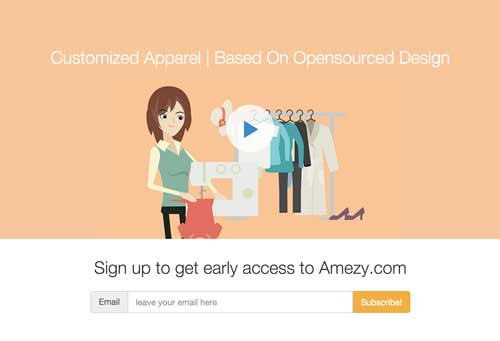 Customized Apparel | Based On Opensourced Design
Sign up to get early access to Amezy.com
Email leave your email here Subscribe!